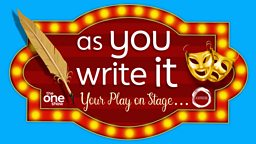 as you
write it
the
one
show
Your Play on Stage...